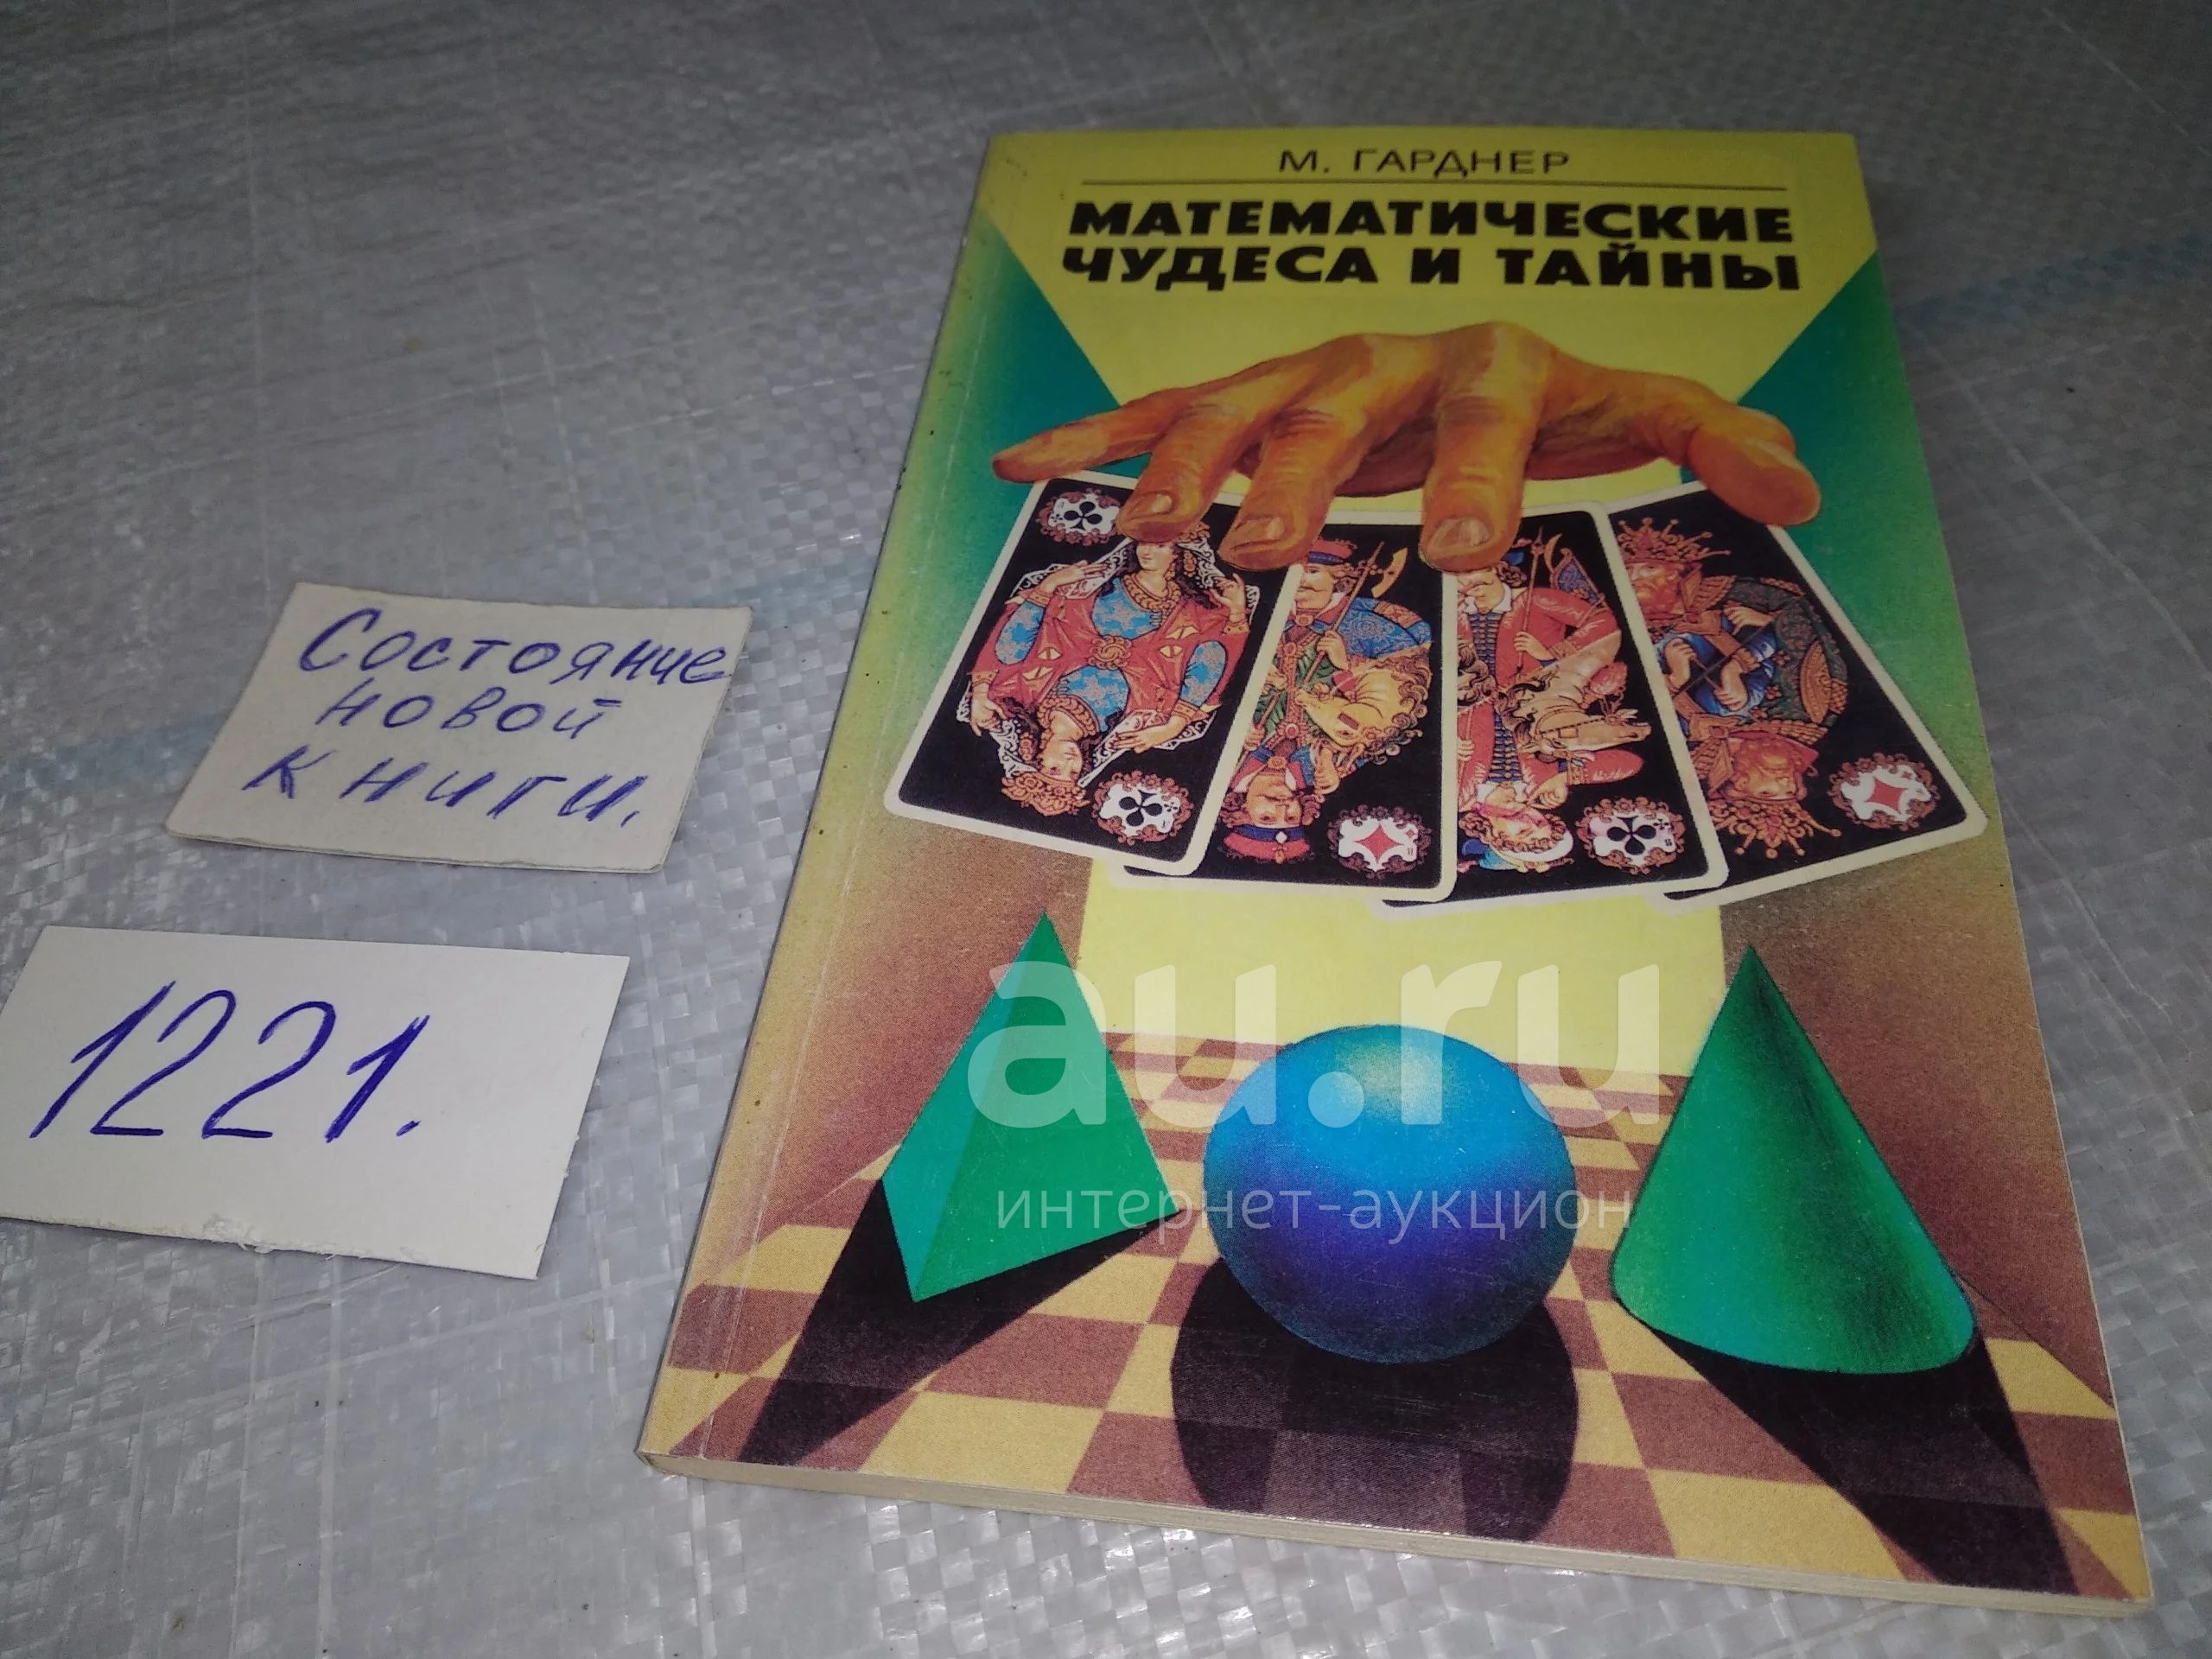 М. ГАРДНЕР
МАТЕМАТИЧЕСКИЕ
ЧУДЕСА И ТАЙНЫ
Состояние
новой
книги.
1221.
au.ru
интернет-аукцион